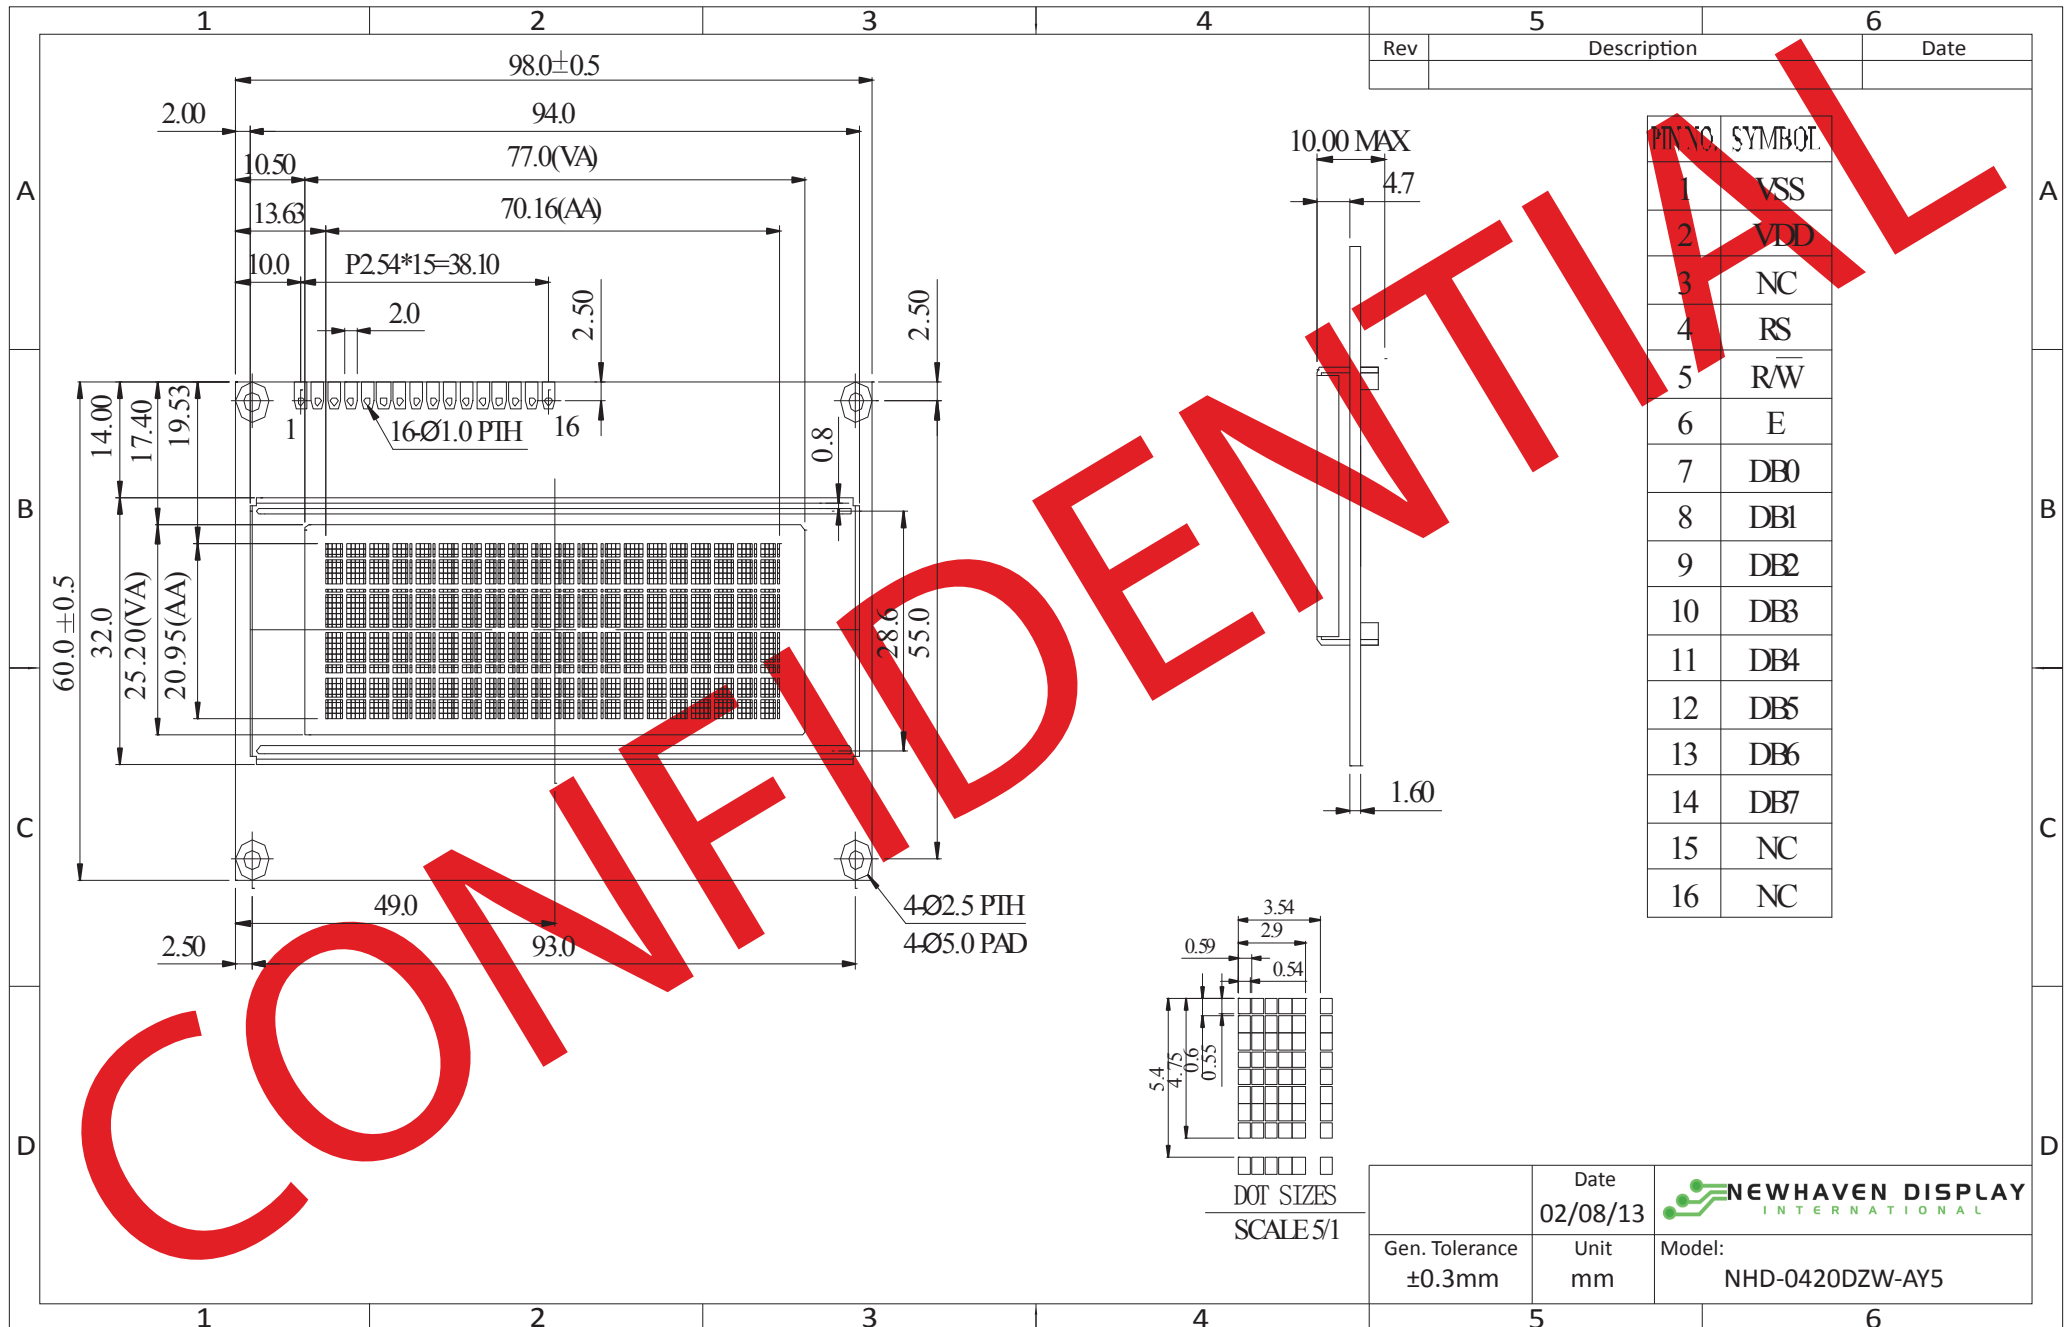 1 2 3 4 5 6
Rev Description Date
98.0±0.5
2.00 94.0
10.50 77.0(VA)
13.63 70.16(AA)
10.0 P2.54*15=38.10
2.0
2.50
2.50
10.00 MAX
4.7
A A
PIN NO. SYMBOL
1 VSS
2 VDD
3 NC
4 RS
5 R/W̅
6 E
7 DB0
8 DB1
9 DB2
10 DB3
11 DB4
12 DB5
13 DB6
14 DB7
15 NC
16 NC
1 16-Ø1.0 PTH 16
14.00
17.40
19.53
0.8
B B
60.0±0.5
32.0
25.20(VA)
20.95(AA)
28.6
55.0
1.60
C C
49.0
2.50 93.0
4-Ø2.5 PTH
4-Ø5.0 PAD
3.54
2.9
0.59
0.54
5.4
4.75
0.6
0.55
DOT SIZES
SCALE 5/1
D D
CONFIDENTIAL
Date
02/08/13
NEWHAVEN DISPLAY
INTERNATIONAL
Gen. Tolerance
±0.3mm
Unit
mm
Model:
NHD-0420DZW-AY5
1 2 3 4 5 6